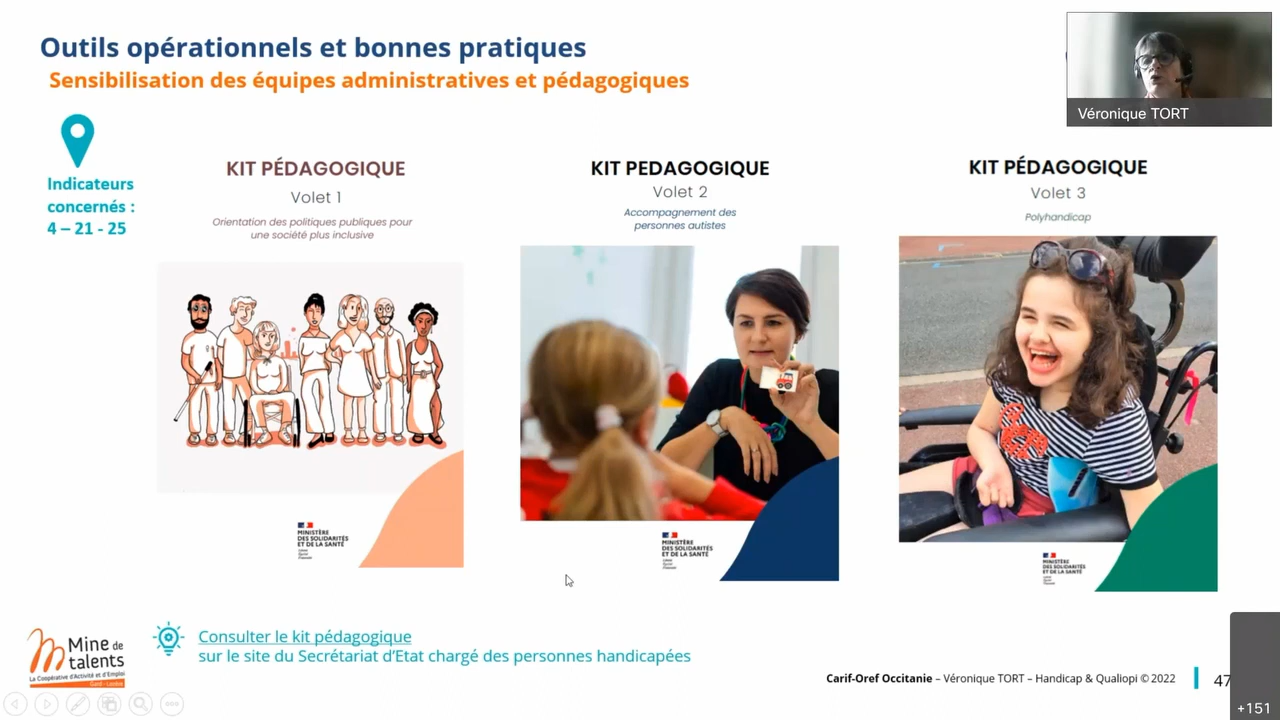 Outils opérationnels et bonnes pratiques
Sensibilisation des équipes administratives et pédagogiques
Véronique TORT
Indicateurs
concernés :
4 – 21 - 25
KIT PÉDAGOGIQUE
Volet 1
Orientation des politiques publiques pour
une société plus inclusive
MINISTÈRE
DES SOLIDARITÉS
ET DE LA SANTÉ
KIT PEDAGOGIQUE
Volet 2
Accompagnement des
personnes autistes
MINISTÈRE
DES SOLIDARITÉS
ET DE LA SANTÉ
KIT PÉDAGOGIQUE
Volet 3
Polyhandicap
MINISTÈRE
DES SOLIDARITÉS
ET DE LA SANTÉ
Mine de
talents
La Coopérative d'Activité et d'Emploi
Gard - Lozère
Consulter le kit pédagogique
sur le site du Secrétariat d'Etat chargé des personnes handicapées
Carif-Oref Occitanie – Véronique TORT – Handicap & Qualiopi © 2022
47
+151